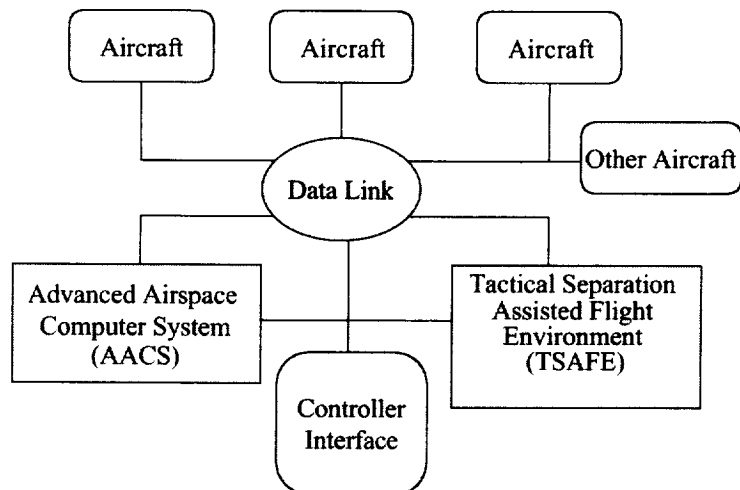 Aircraft
Aircraft
Aircraft
Other Aircraft
Data Link
Advanced Airspace
Computer System
(AACS)
Tactical Separation
Assisted Flight
Environment
(TSAFE)
Controller
Interface